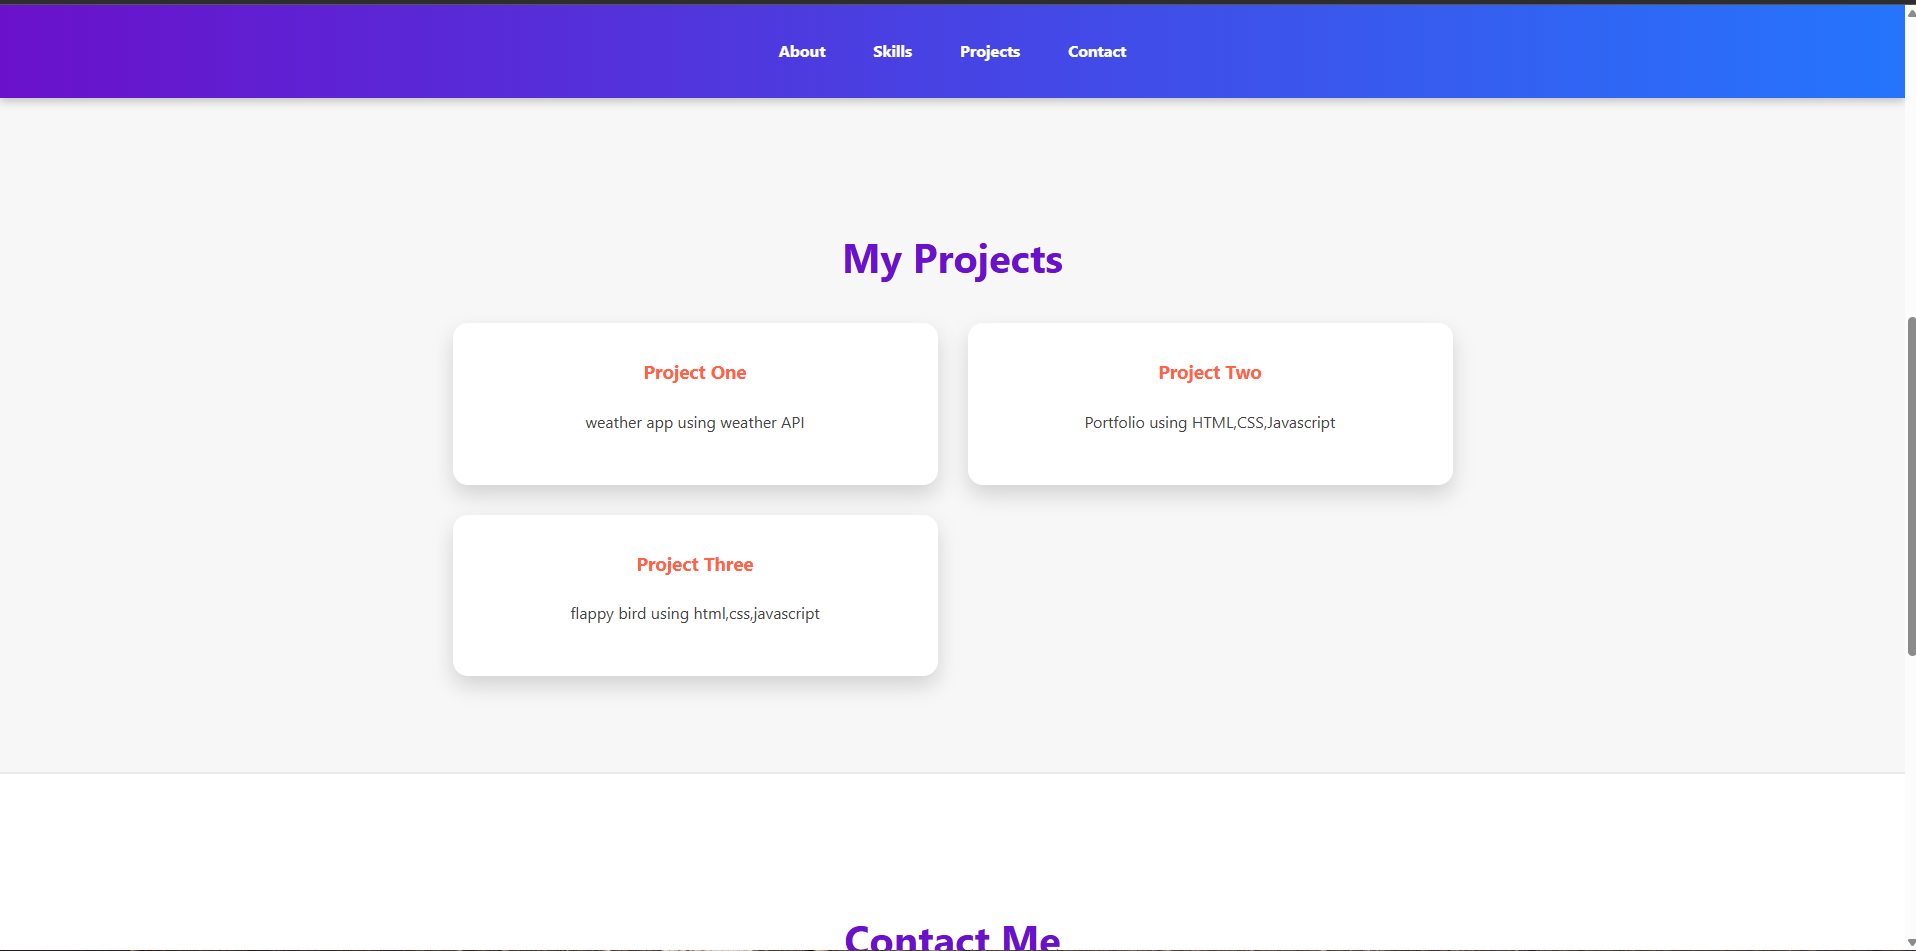 About Skills Projects Contact
My Projects
Project One
weather app using weather API
Project Two
Portfolio using HTML,CSS,Javascript
Project Three
flappy bird using html,css,javascript
Contact Me